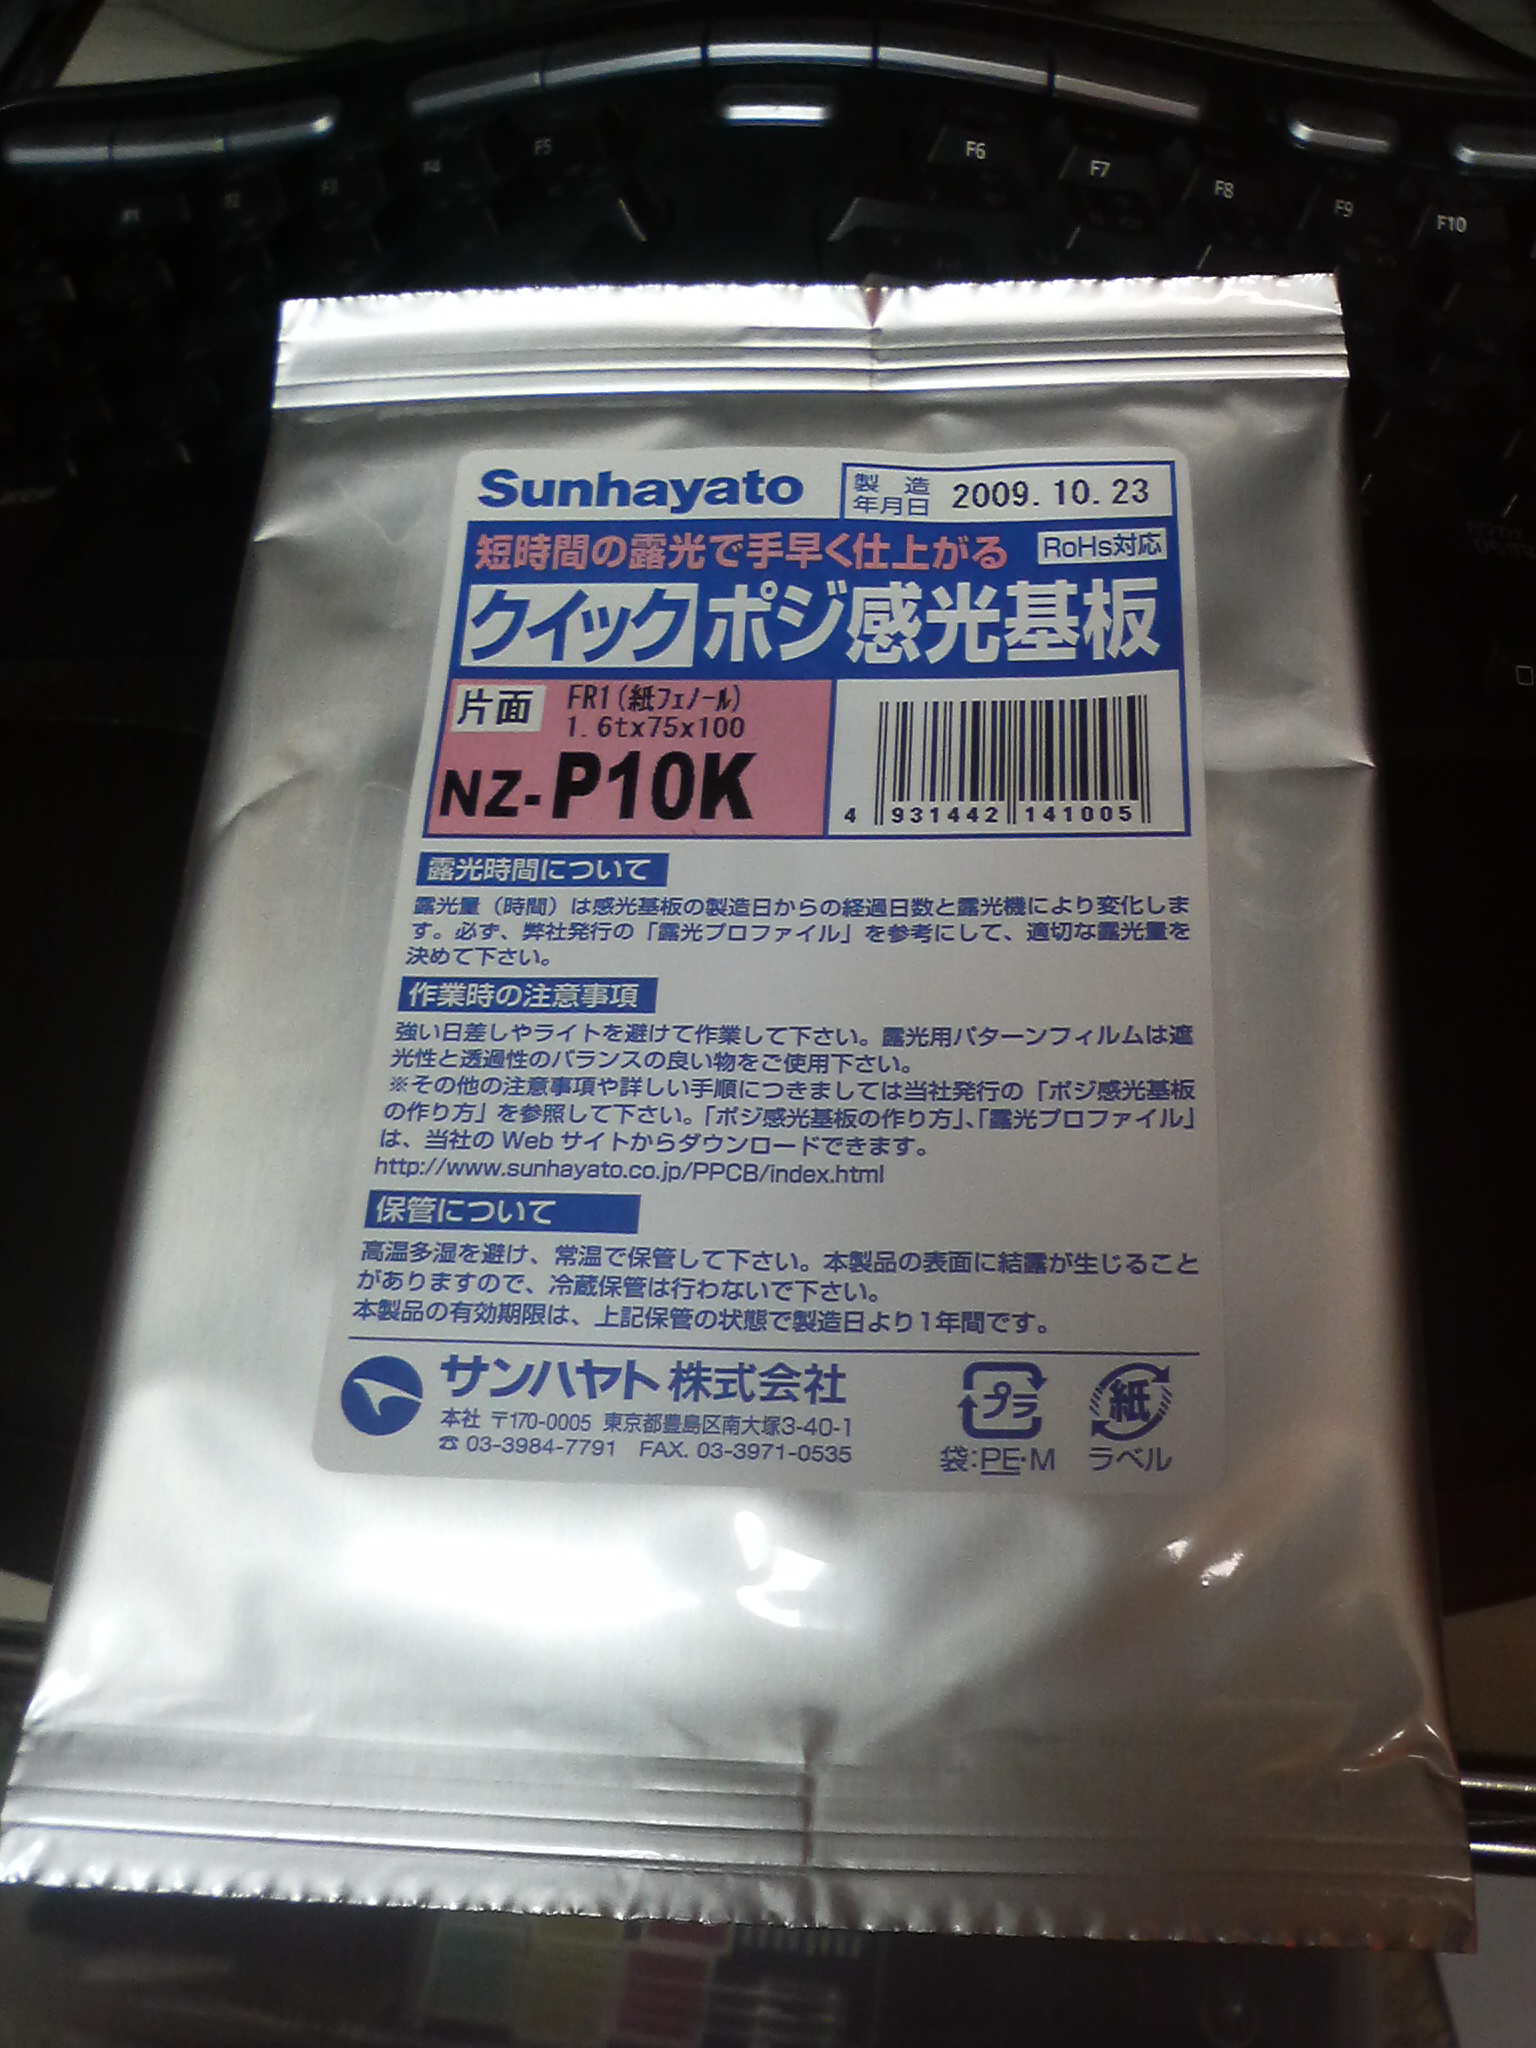 F1
F2
F3
F4
F5
F6
F7
F8
F9
F10
Sunhayato
製造年月日 2009.10.23
短時間の露光で手早く仕上がる RoHs対応
クイックポジ感光基板
片面 FR1(紙フェノール)
1.6tx75x100
NZ-P10K
4 931442 141005
露光時間について
露光量（時間）は感光基板の製造日からの経過日数と露光機により変化しま
す。必ず、弊社発行の「露光プロファイル」を参考にして、適切な露光量を
決めて下さい。
作業時の注意事項
強い日差しやライトを避けて作業して下さい。露光用パターンフィルムは遮
光性と透過性のバランスの良い物をご使用下さい。
※その他の注意事項や詳しい手順につきましては当社発行の「ポジ感光基板
の作り方」を参照して下さい。「ポジ感光基板の作り方」、「露光プロファイル」
は、当社の Web サイトからダウンロードできます。
http://www.sunhayato.co.jp/PPCB/index.html
保管について
高温多湿を避け、常温で保管して下さい。本製品の表面に結露が生じること
がありますので、冷蔵保管は行わないで下さい。
本製品の有効期限は、上記保管の状態で製造日より1年間です。
サンハヤト株式会社
本社 〒170-0005 東京都豊島区南大塚3-40-1
☎ 03-3984-7791 FAX. 03-3971-0535
プラ
袋:PE・M
紙
ラベル